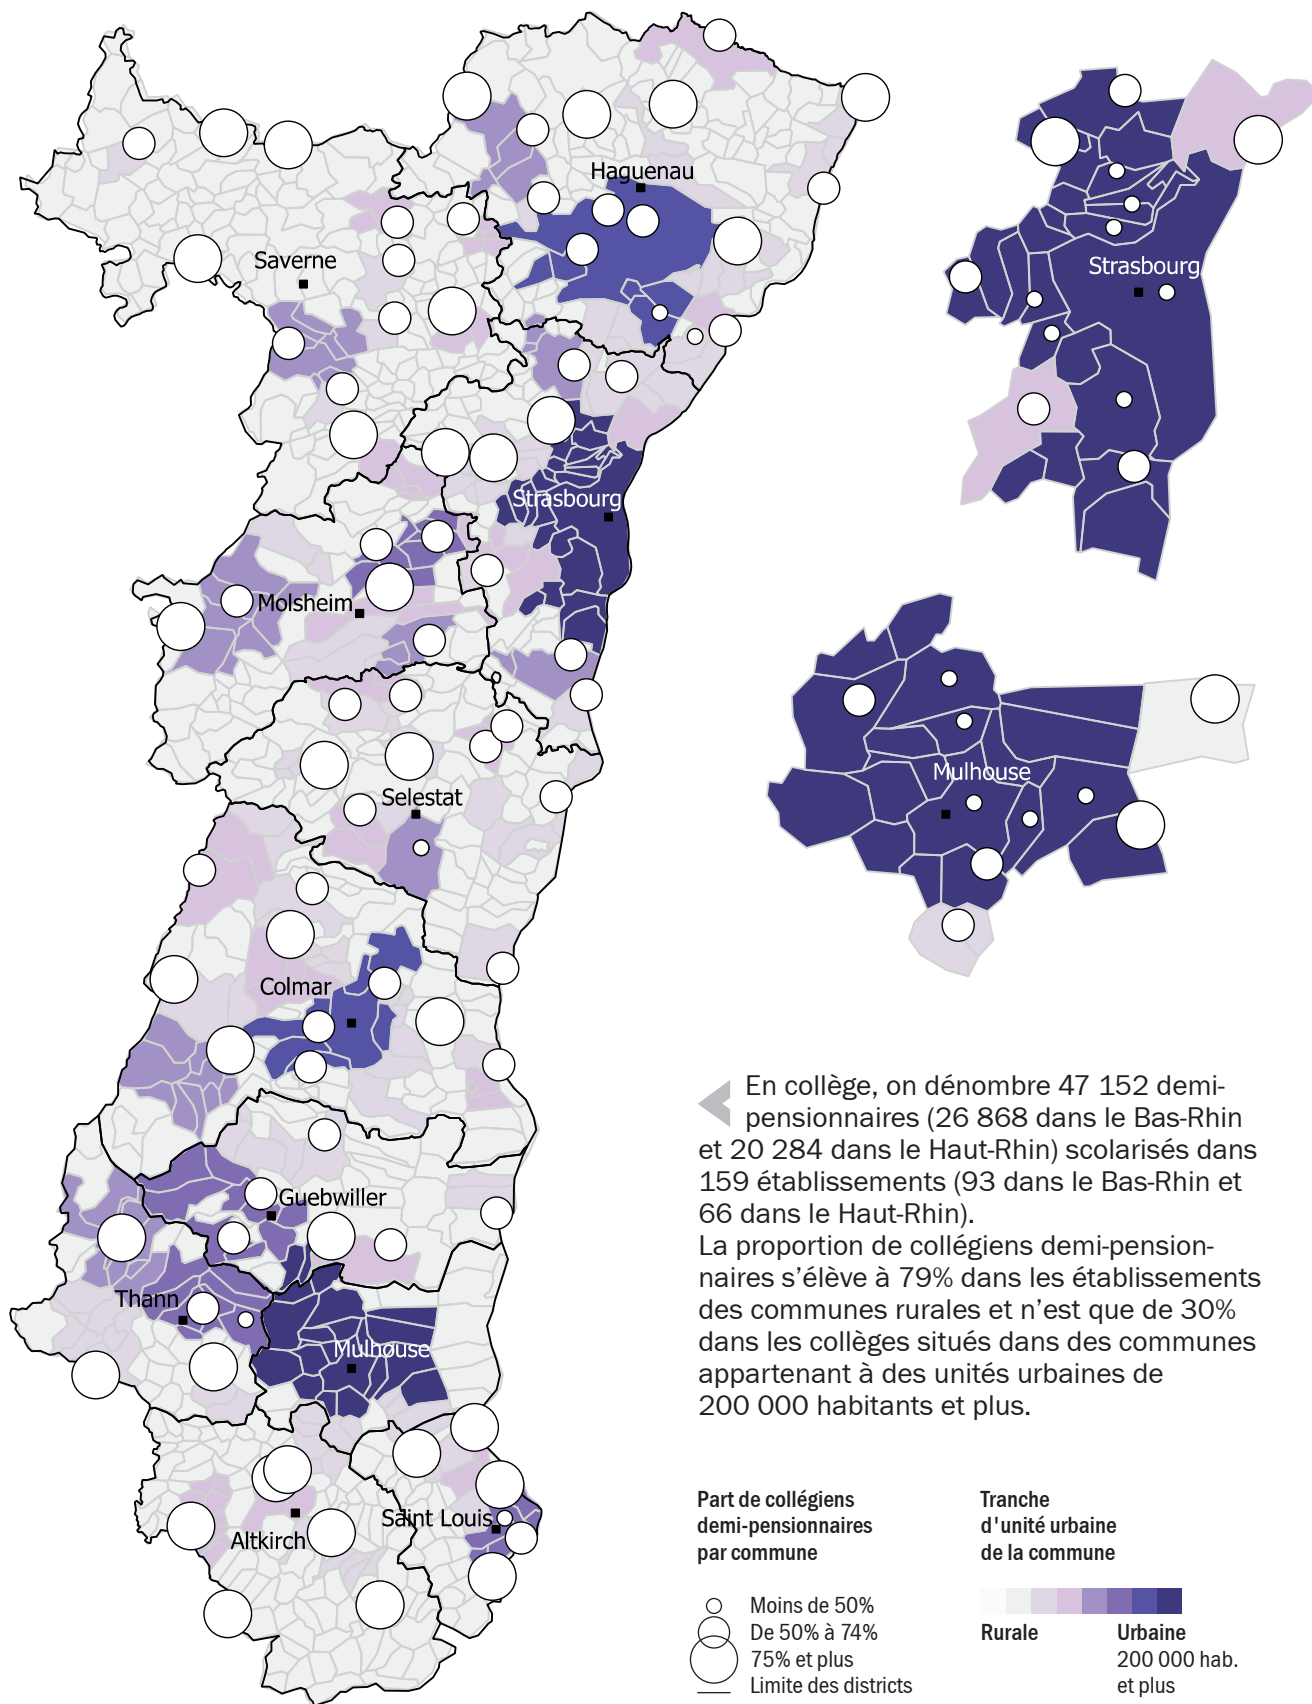 Haguenau
Saverne
Strasbourg
Strasbourg
Molsheim
Mulhouse
Selestat
Colmar
En collège, on dénombre 47 152 demi-
pensionnaires (26 868 dans le Bas-Rhin
et 20 284 dans le Haut-Rhin) scolarisés dans
159 établissements (93 dans le Bas-Rhin et
66 dans le Haut-Rhin).
La proportion de collégiens demi-pension-
naires s'élève à 79% dans les établissements
des communes rurales et n'est que de 30%
dans les collèges situés dans des communes
appartenant à des unités urbaines de
200 000 habitants et plus.
Guebwiller
Thann
Mulhouse
Saint Louis
Altkirch
Part de collégiens
demi-pensionnaires
par commune
Moins de 50%
De 50% à 74%
75% et plus
Limite des districts
Tranche
d'unité urbaine
de la commune
Rurale
Urbaine
200 000 hab.
et plus